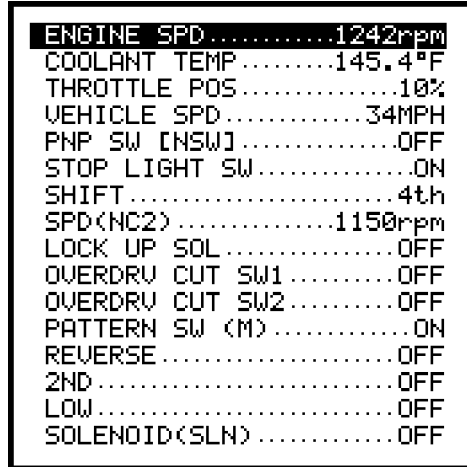 ENGINE SPD............1242rpm
COOLANT TEMP.........145.4°F
THROTTLE POS...............10%
VEHICLE SPD.............34MPH
PNP SW [NSW]...............OFF
STOP LIGHT SW.............ON
SHIFT............................4th
SPD(NC2)...............1150rpm
LOCK UP SOL................OFF
OVERDRV CUT SW1..........OFF
OVERDRV CUT SW2..........OFF
PATTERN SW (M).............ON
REVERSE......................OFF
2ND............................OFF
LOW............................OFF
SOLENOID(SLN).............OFF